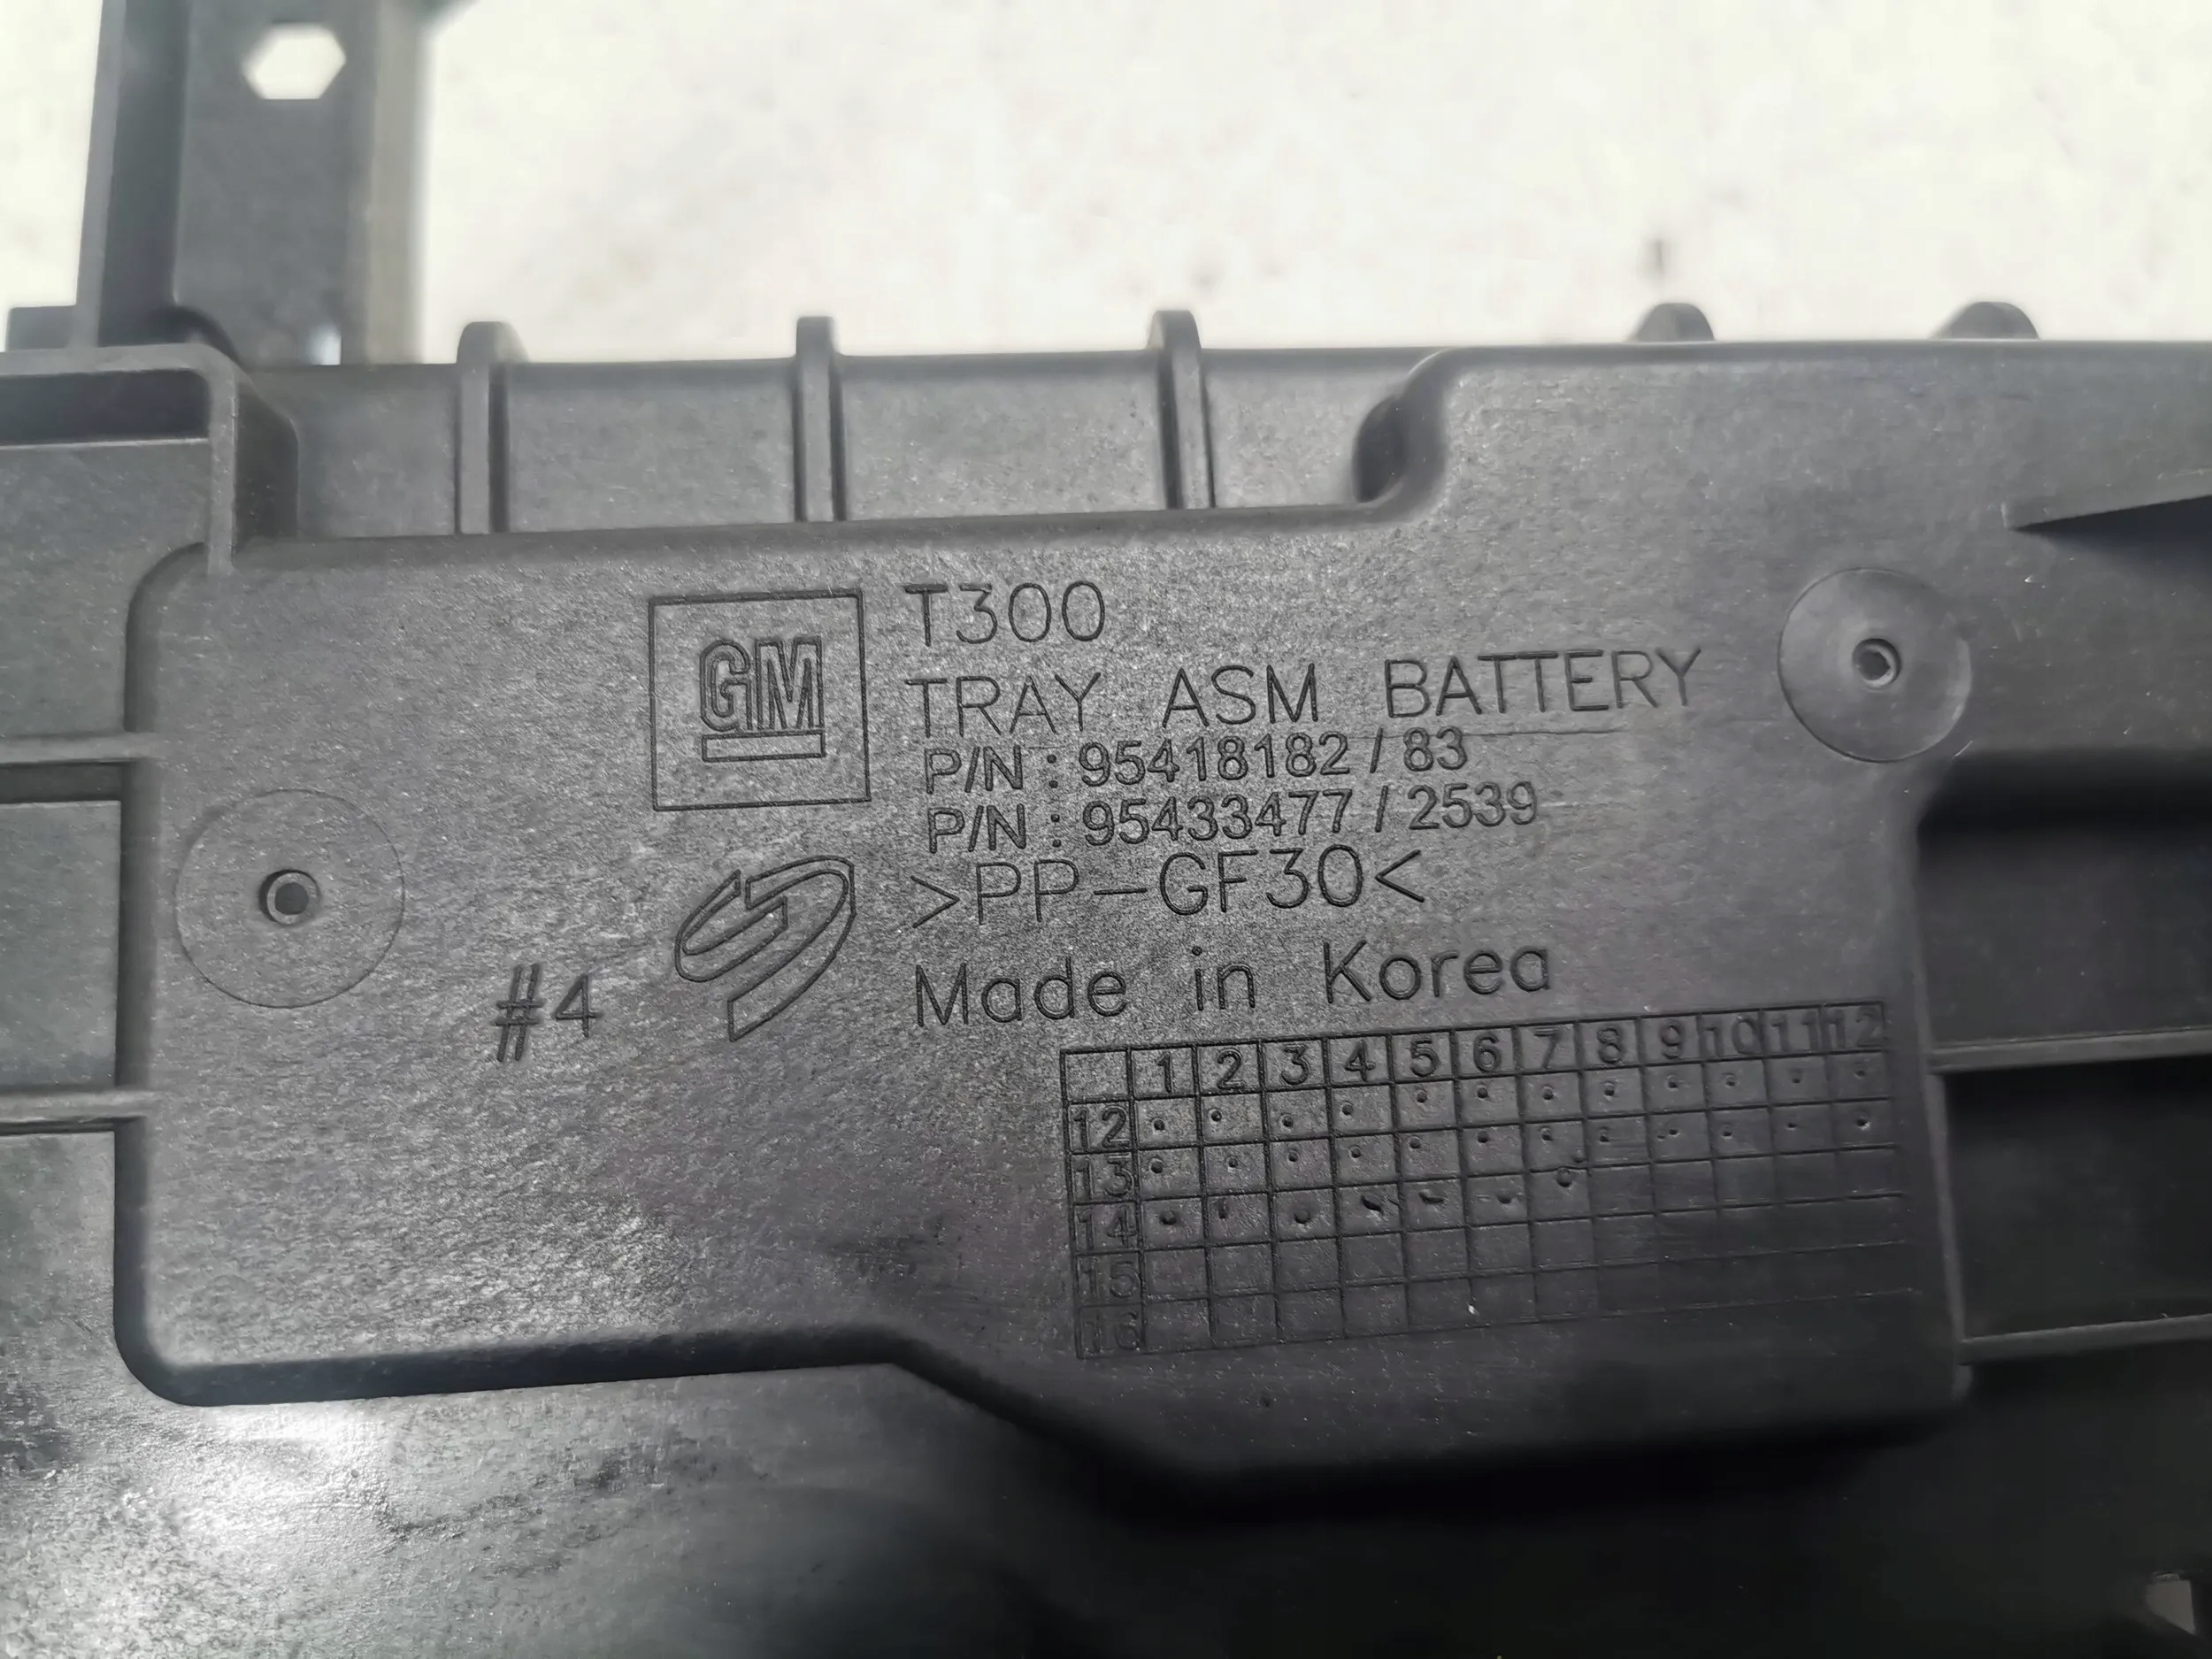 GM
T300
TRAY ASM BATTERY
P/N : 95418182 / 83
P/N : 95433477 / 2539
>PP-GF30<
#4
Made in Korea
1 2 3 4 5 6 7 8 9 10 11 12
12
13
14
15
16